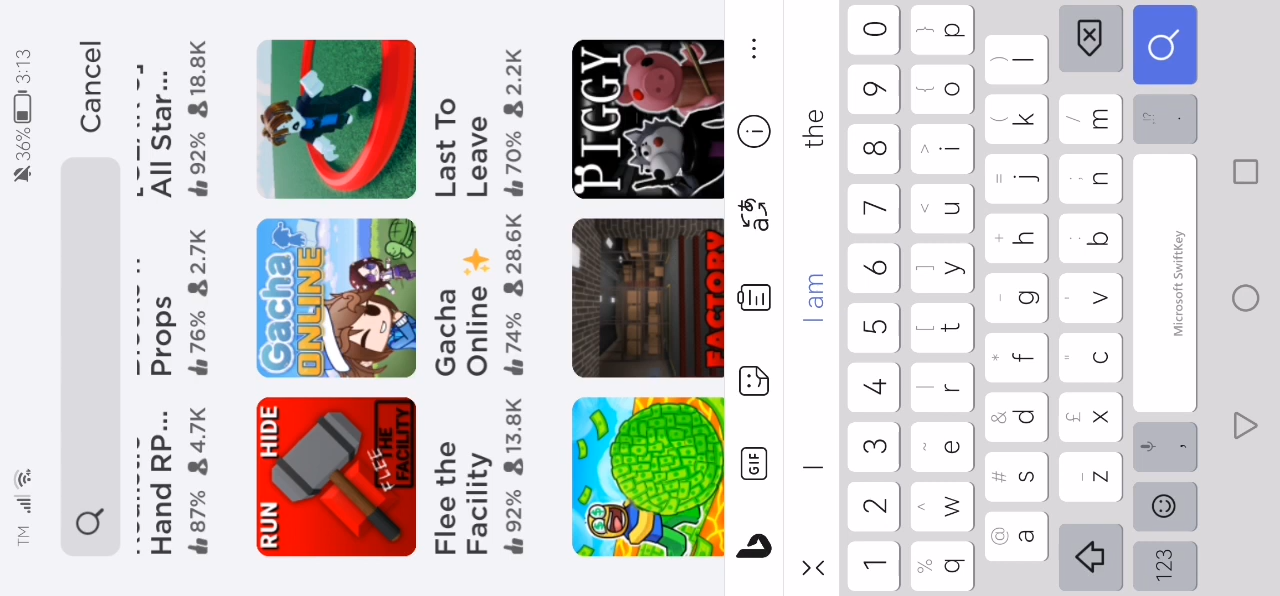 TM 36% 3:13
Cancel
Hand RP...
87% 4.7K
Props
76% 2.7K
All Star...
92% 18.8K
RUN HIDE
FLEE THE FACILITY
Gacha
ONLINE
Flee the
Facility
92% 13.8K
Gacha
Online ✨
74% 28.6K
Last To
Leave
70% 2.2K
FACTORY
PIGGY
GIF
I
I am
the
1 2 3 4 5 6 7 8 9 0
% ^ ~ | [ ] < > { }
q w e r t y u i o p
@ # & * - + = ( )
a s d f g h j k l
_ £ " ' : ; /
z x c v b n m
123 , Microsoft SwiftKey .